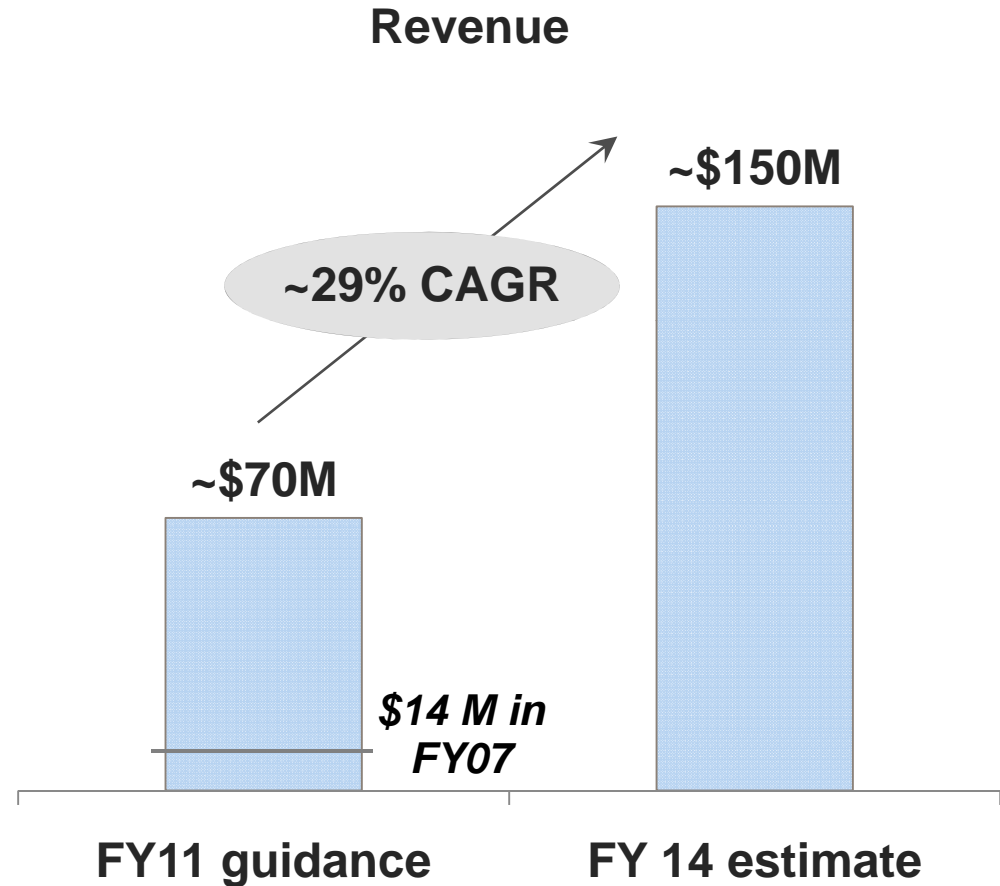 Revenue
~$150M
~29% CAGR
~$70M
$14 M in
FY07
FY11 guidance
FY 14 estimate